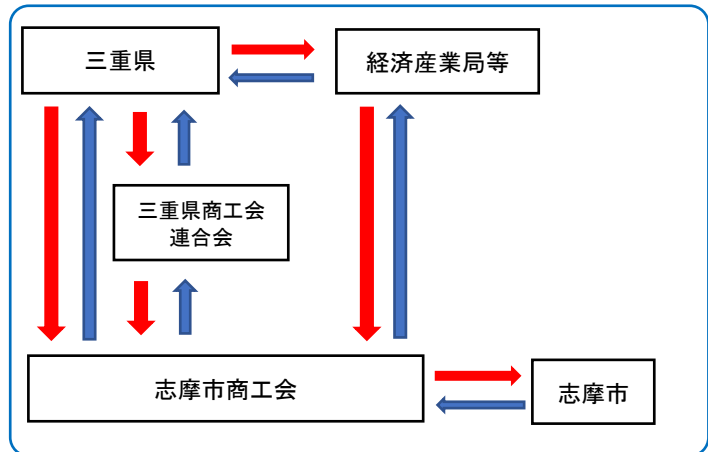 三重県
経済産業局等
三重県商工会
連合会
志摩市商工会
志摩市